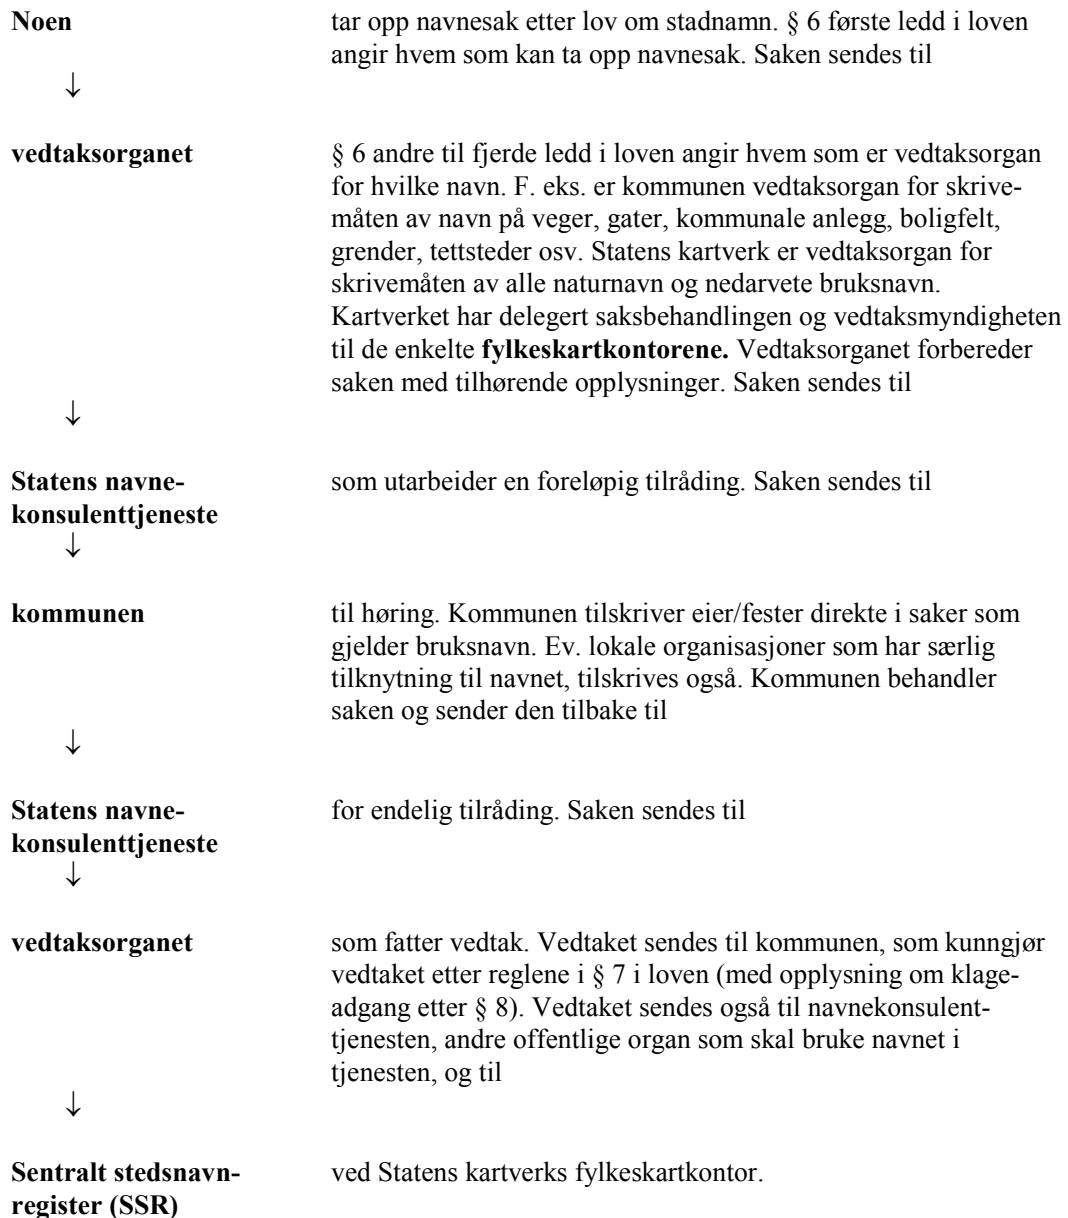 Noen tar opp navnesak etter lov om stadnamn. § 6 første ledd i loven
angir hvem som kan ta opp navnesak. Saken sendes til
↓
vedtaksorganet § 6 andre til fjerde ledd i loven angir hvem som er vedtaksorgan
for hvilke navn. F. eks. er kommunen vedtaksorgan for skrive-
måten av navn på veger, gater, kommunale anlegg, boligfelt,
grender, tettsteder osv. Statens kartverk er vedtaksorgan for
skrivemåten av alle naturnavn og nedarvete bruksnavn.
Kartverket har delegert saksbehandlingen og vedtaksmyndigheten
til de enkelte fylkeskartkontorene. Vedtaksorganet forbereder
saken med tilhørende opplysninger. Saken sendes til
↓
Statens navne- som utarbeider en foreløpig tilråding. Saken sendes til
konsulenttjeneste
↓
kommunen til høring. Kommunen tilskriver eier/fester direkte i saker som
gjelder bruksnavn. Ev. lokale organisasjoner som har særlig
tilknytning til navnet, tilskrives også. Kommunen behandler
saken og sender den tilbake til
↓
Statens navne- for endelig tilråding. Saken sendes til
konsulenttjeneste
↓
vedtaksorganet som fatter vedtak. Vedtaket sendes til kommunen, som kunngjør
vedtaket etter reglene i § 7 i loven (med opplysning om klage-
adgang etter § 8). Vedtaket sendes også til navnekonsulent-
tjenesten, andre offentlige organ som skal bruke navnet i
tjenesten, og til
↓
Sentralt stedsnavn- ved Statens kartverks fylkeskartkontor.
register (SSR)